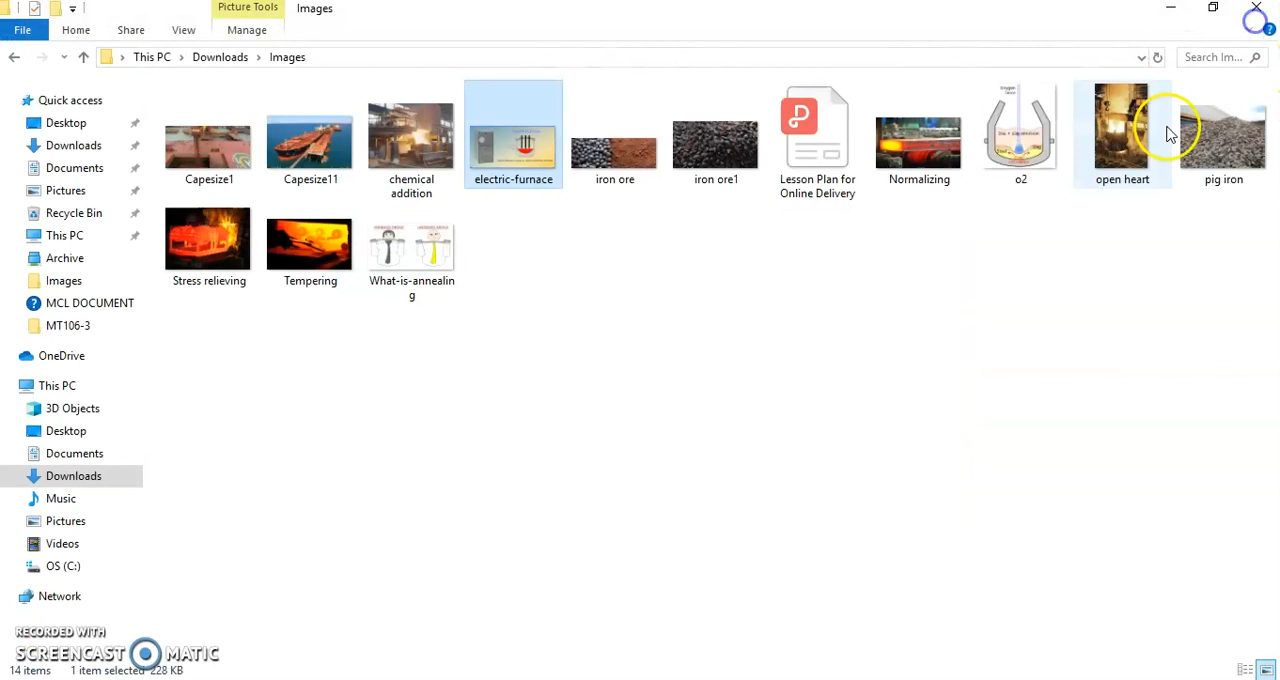 Picture Tools
Images
File
Home
Share
View
Manage
This PC
Downloads
Images
Search Im...
Quick access
Desktop
Downloads
Documents
Pictures
Recycle Bin
This PC
Archive
Images
MCL DOCUMENT
MT106-3
OneDrive
This PC
3D Objects
Desktop
Documents
Downloads
Music
Pictures
Videos
OS (C:)
Network
Capesize1
Capesize11
chemical
addition
electric-furnace
iron ore
iron ore1
Lesson Plan for
Online Delivery
Normalizing
o2
open heart
pig iron
Stress relieving
Tempering
What-is-annealin
g
RECORDED WITH
SCREENCAST MATIC
14 items
1 item selected 228 KB